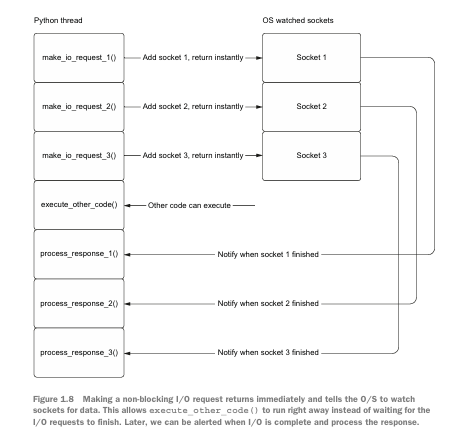 Python thread
OS watched sockets
make_io_request_1()
Add socket 1, return instantly
Socket 1
make_io_request_2()
Add socket 2, return instantly
Socket 2
make_io_request_3()
Add socket 3, return instantly
Socket 3
execute_other_code()
Other code can execute
process_response_1()
Notify when socket 1 finished
process_response_2()
Notify when socket 2 finished
process_response_3()
Notify when socket 3 finished
Figure 1.8 Making a non-blocking I/O request returns immediately and tells the O/S to watch
sockets for data. This allows execute_other_code() to run right away instead of waiting for the
I/O requests to finish. Later, we can be alerted when I/O is complete and process the response.